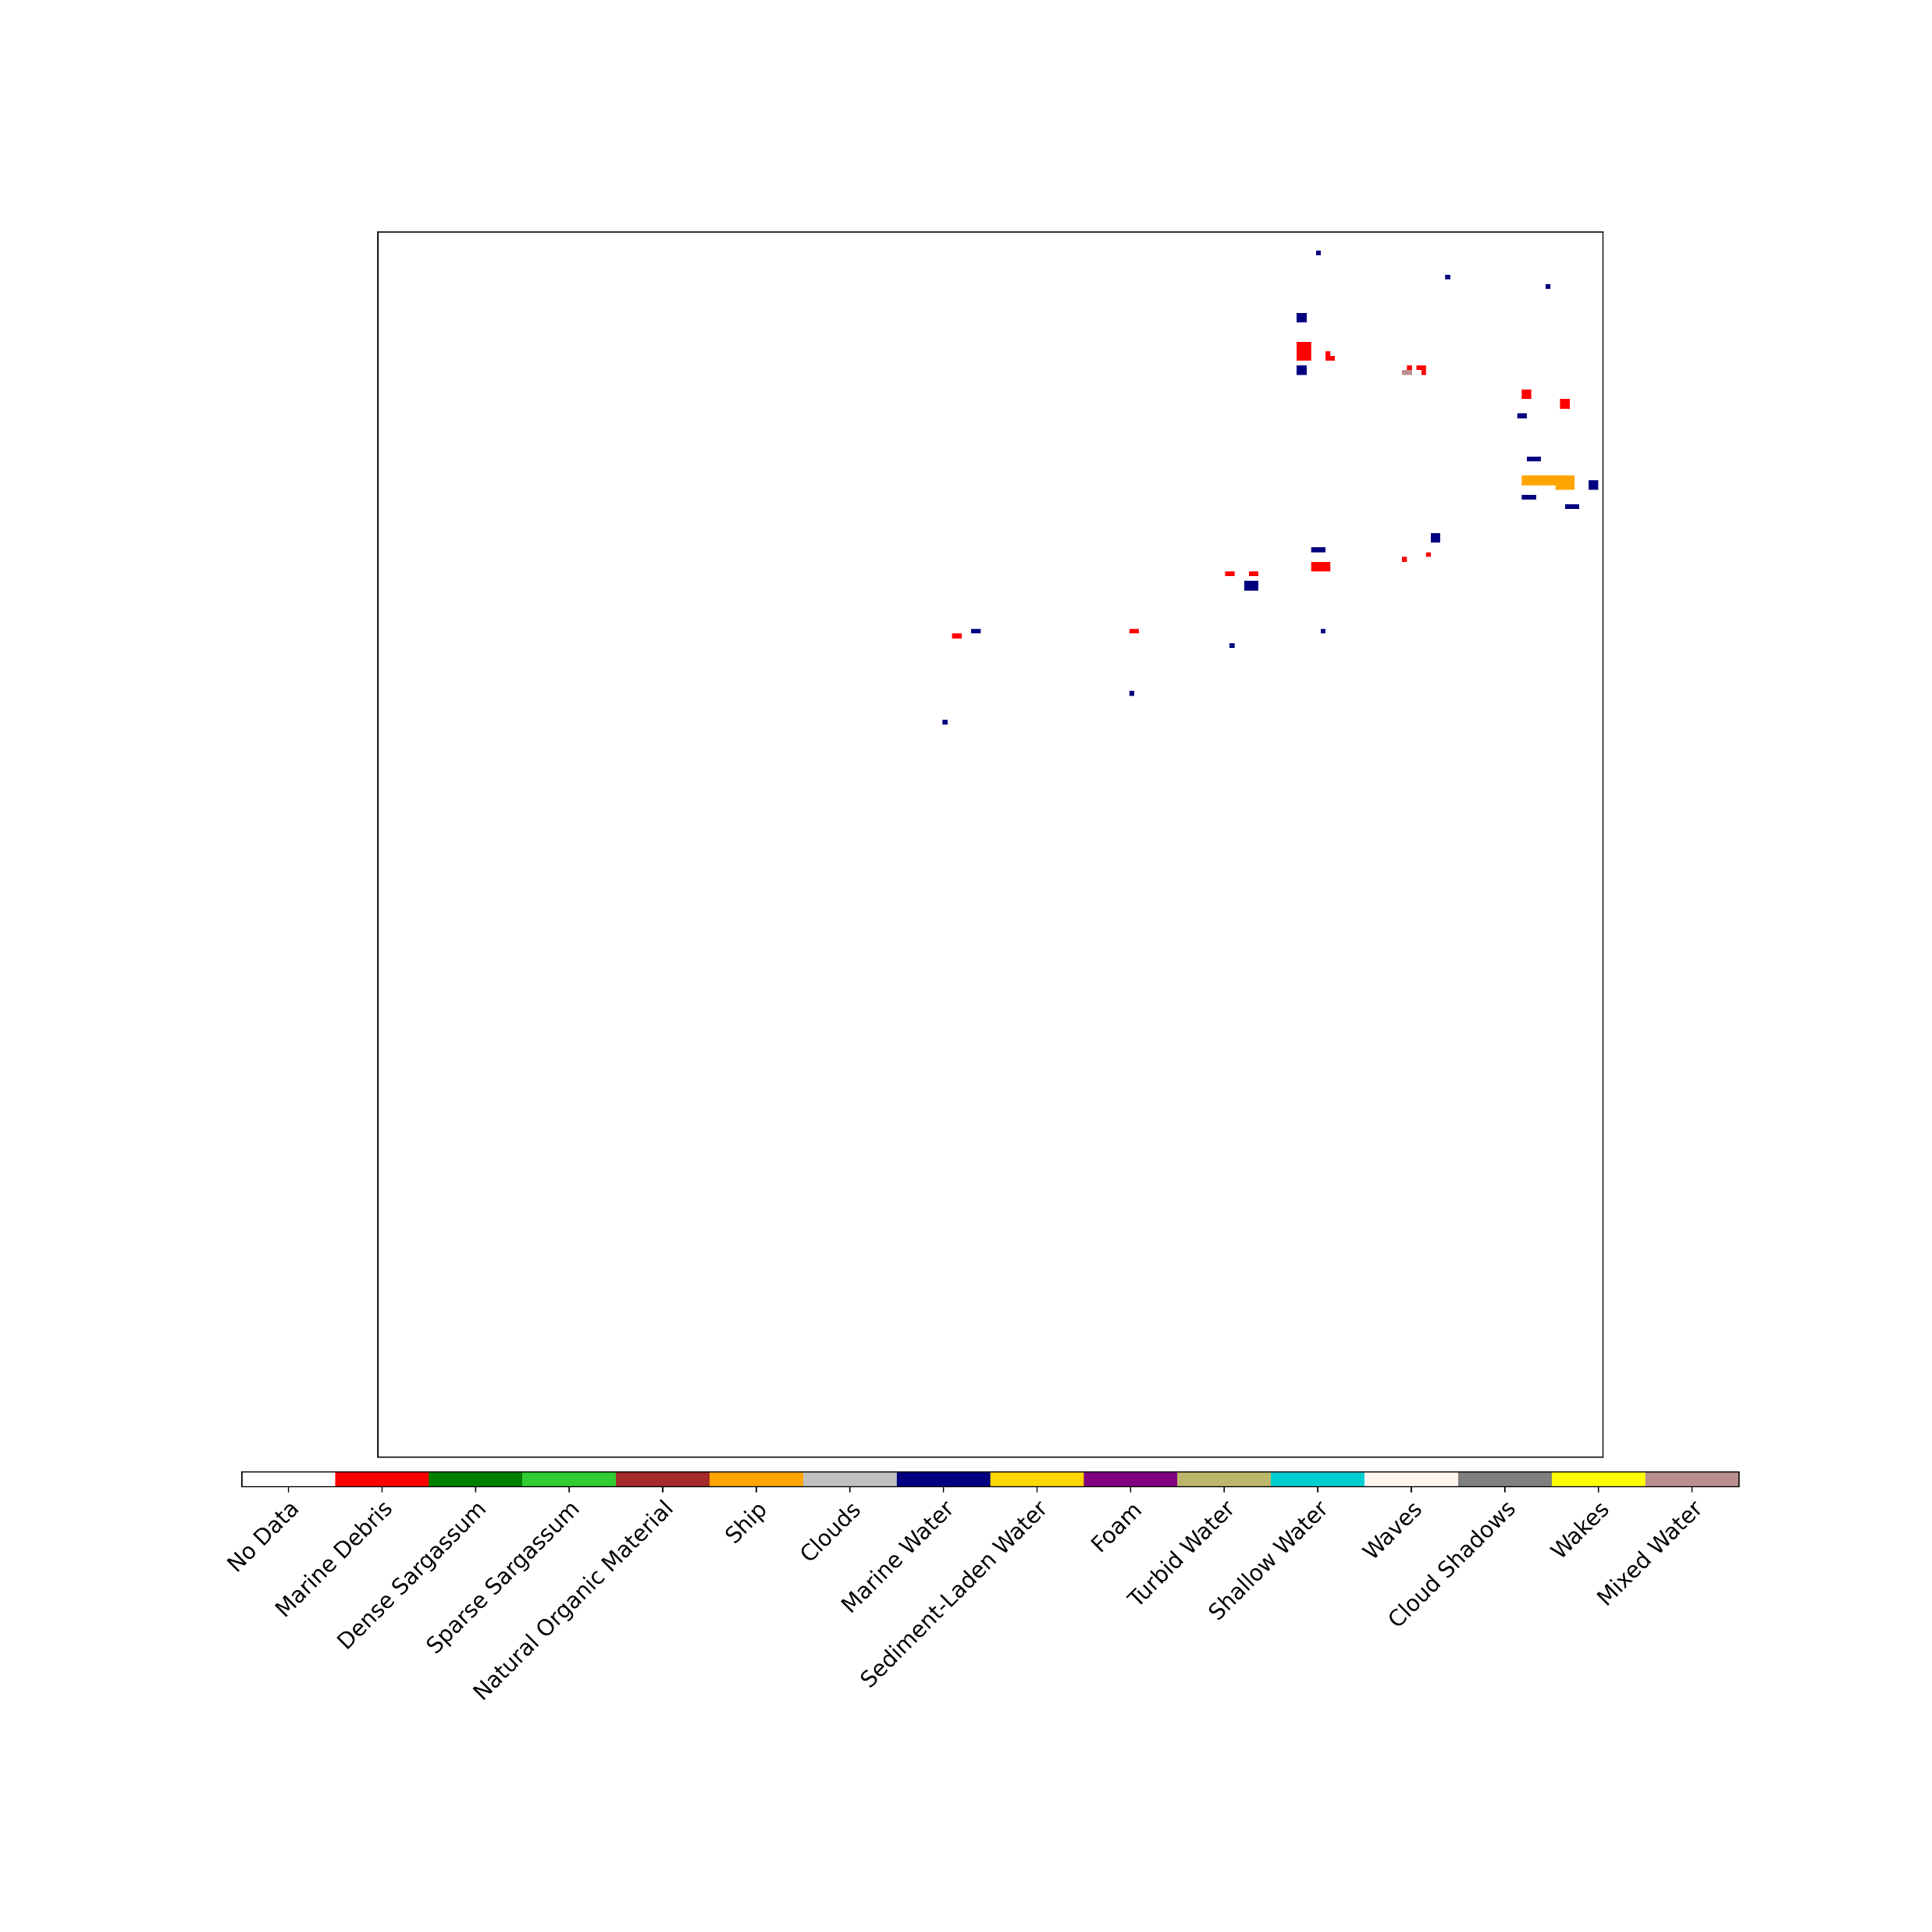 No Data
Marine Debris
Dense Sargassum
Sparse Sargassum
Natural Organic Material
Ship
Clouds
Marine Water
Sediment-Laden Water
Foam
Turbid Water
Shallow Water
Waves
Cloud Shadows
Wakes
Mixed Water